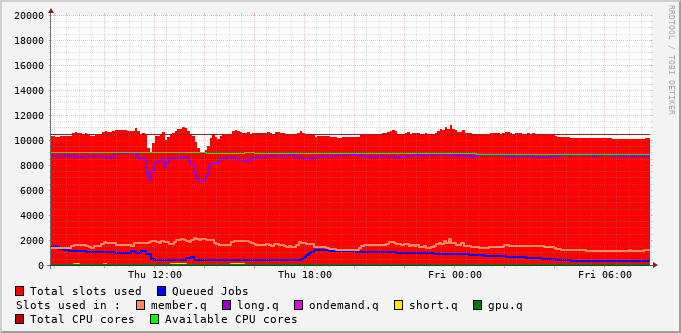 20000
18000
16000
14000
12000
10000
8000
6000
4000
2000
0
Thu 12:00 Thu 18:00 Fri 00:00 Fri 06:00
RRDTOOL / TOBI OETIKER
Total slots used Queued Jobs
Slots used in : member.q long.q ondemand.q short.q gpu.q
Total CPU cores Available CPU cores